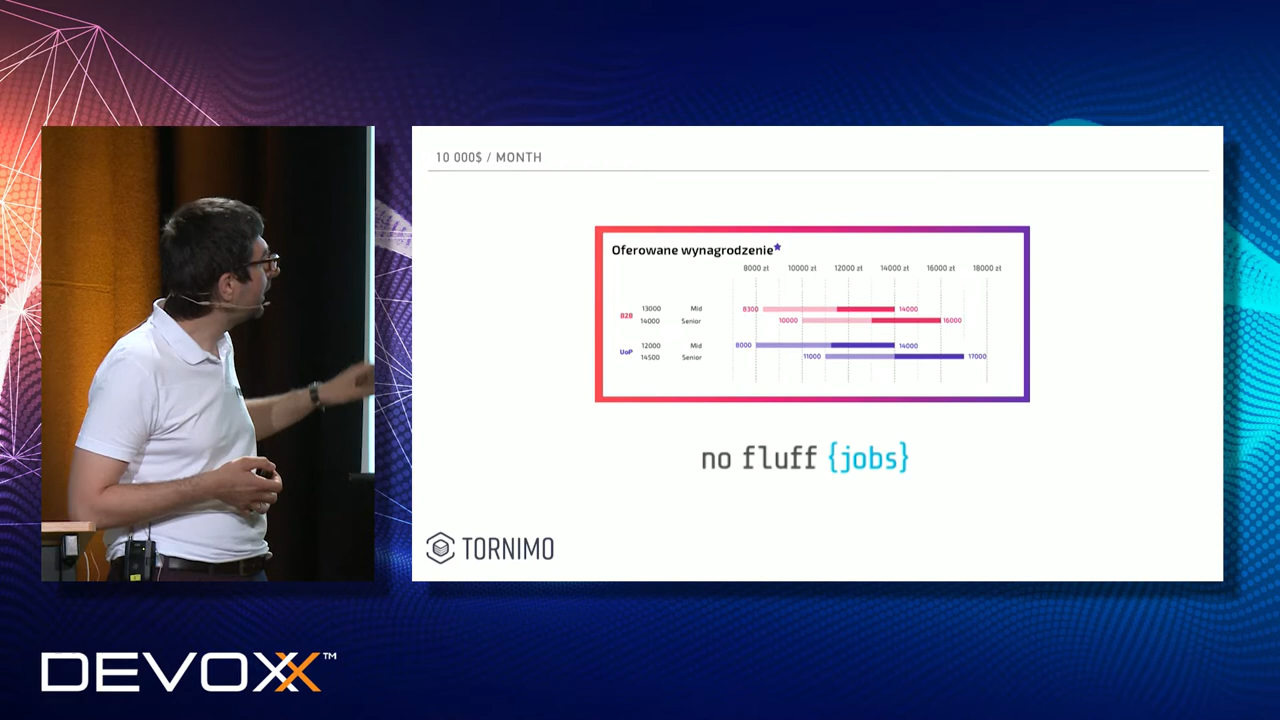 10 000$ / MONTH
Oferowane wynagrodzenie★
8000 zł 10000 zł 12000 zł 14000 zł 16000 zł 18000 zł
B2B
13000 Mid 8300 14000
14000 Senior 10000 16000
UoP
12000 Mid 8000 14000
14500 Senior 11000 17000
no fluff {jobs}
TORNIMO
DEVOXX™